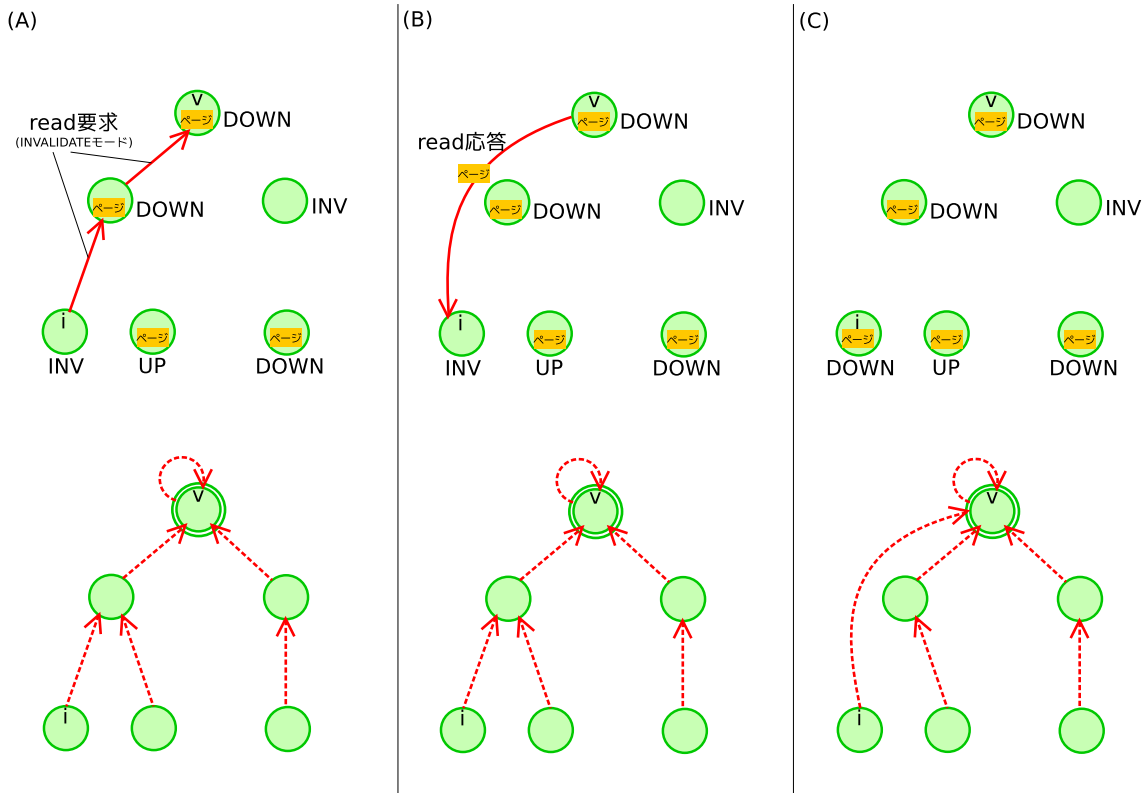 (A)
v
ページ
DOWN
read要求
(INVALIDATEモード)
ページ
DOWN
INV
i
INV
ページ
UP
ページ
DOWN
v
i
(B)
v
ページ
DOWN
read応答
ページ
ページ
DOWN
INV
i
INV
ページ
UP
ページ
DOWN
v
i
(C)
v
ページ
DOWN
ページ
DOWN
INV
i
ページ
DOWN
ページ
UP
ページ
DOWN
v
i